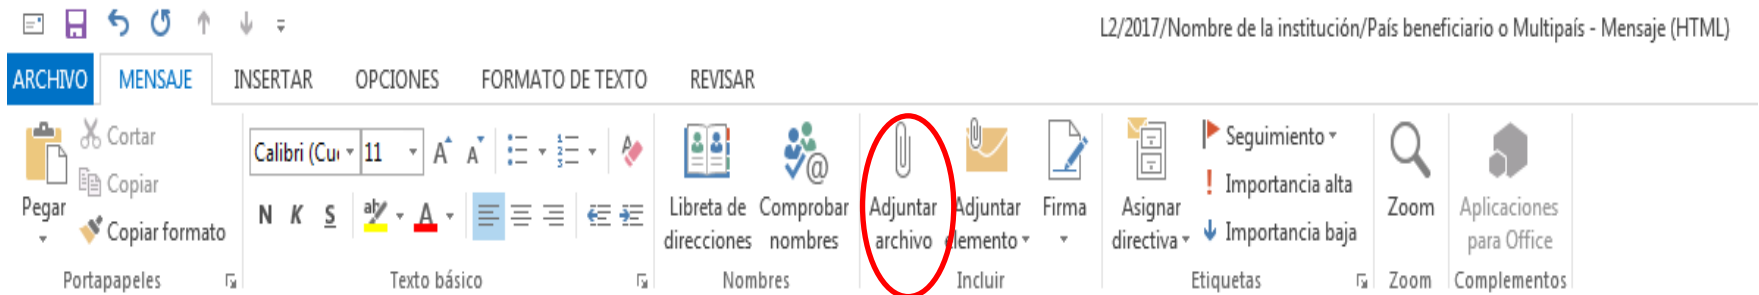 L2/2017/Nombre de la institución/País beneficiario o Multipaís - Mensaje (HTML)
ARCHIVO MENSAJE INSERTAR OPCIONES FORMATO DE TEXTO REVISAR
Pegar
Cortar
Copiar
Copiar formato
Portapapeles
Calibri (Cu 11 A A
N K S aby A
Texto básico
Libreta de direcciones
Comprobar nombres
Nombres
Adjuntar archivo
Adjuntar elemento
Firma
Incluir
Asignar directiva
Seguimiento
Importancia alta
Importancia baja
Etiquetas
Zoom
Zoom
Aplicaciones para Office
Complementos